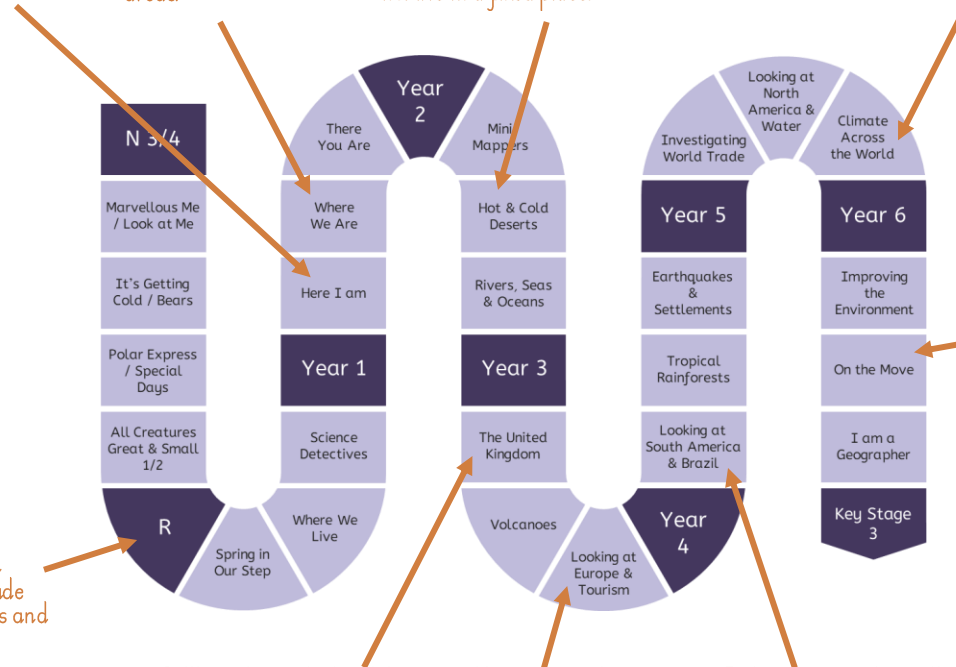 N 3/4
Marvellous Me
/ Look at Me
It's Getting
Cold / Bears
Polar Express
/ Special
Days
All Creatures
Great & Small
1/2
R
Spring in
Our Step
Where We
Live
Science
Detectives
Year 1
Here I am
Where
We Are
There
You Are
Year
2
Mini
Mappers
Hot & Cold
Deserts
Rivers, Seas
& Oceans
Year 3
The United
Kingdom
Volcanoes
Looking at
Europe &
Tourism
Year
4
Looking at
South America
& Brazil
Tropical
Rainforests
Earthquakes
&
Settlements
Year 5
Investigating
World Trade
Looking at
North
America &
Water
Climate
Across
the World
Year 6
Improving
the
Environment
On the Move
I am a
Geographer
Key Stage
3
and